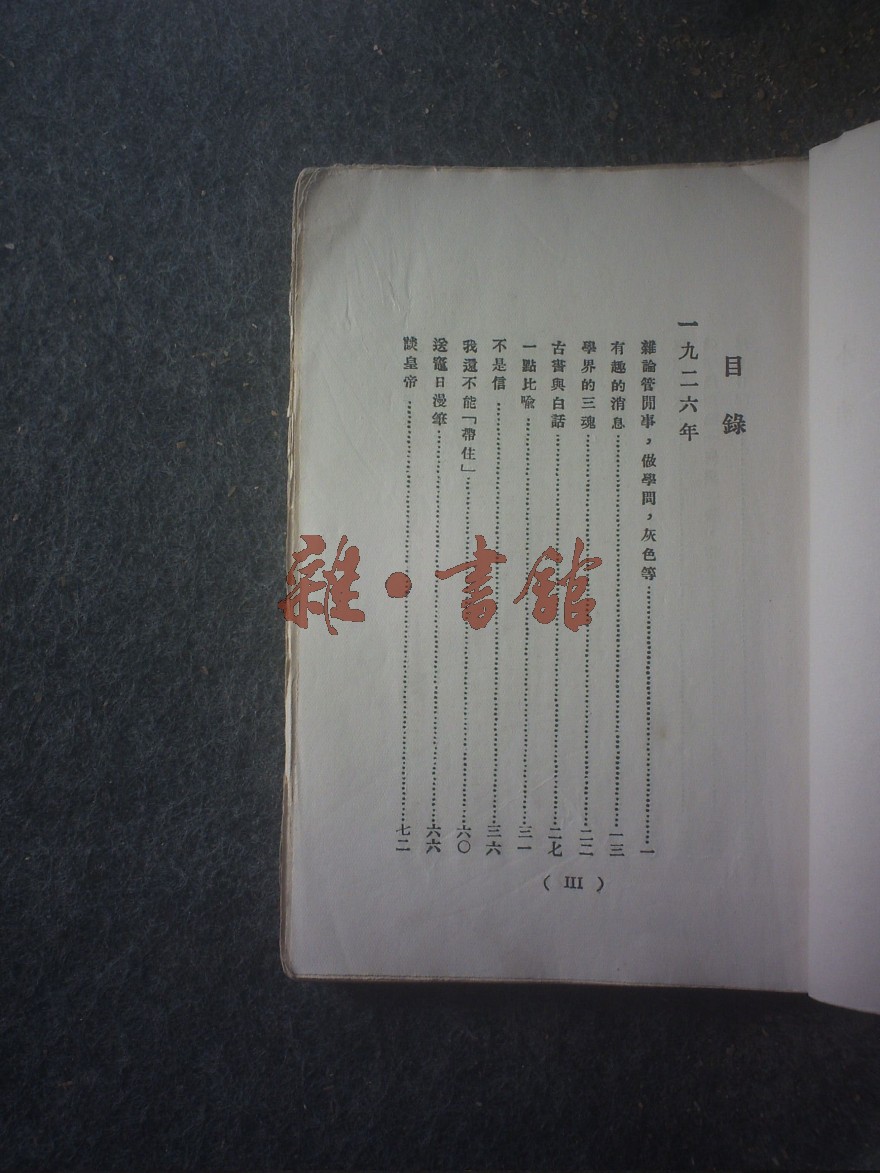 目錄
一九二六年
雜論管閒事，做學問，灰色等……一
有趣的消息……一三
學界的三魂……二二
古書與白話……二七
一點比喩……三一
不是信……三六
我還不能「帶住」……六〇
送竈日漫筆……六六
談皇帝……七二
( III )
雜·書館